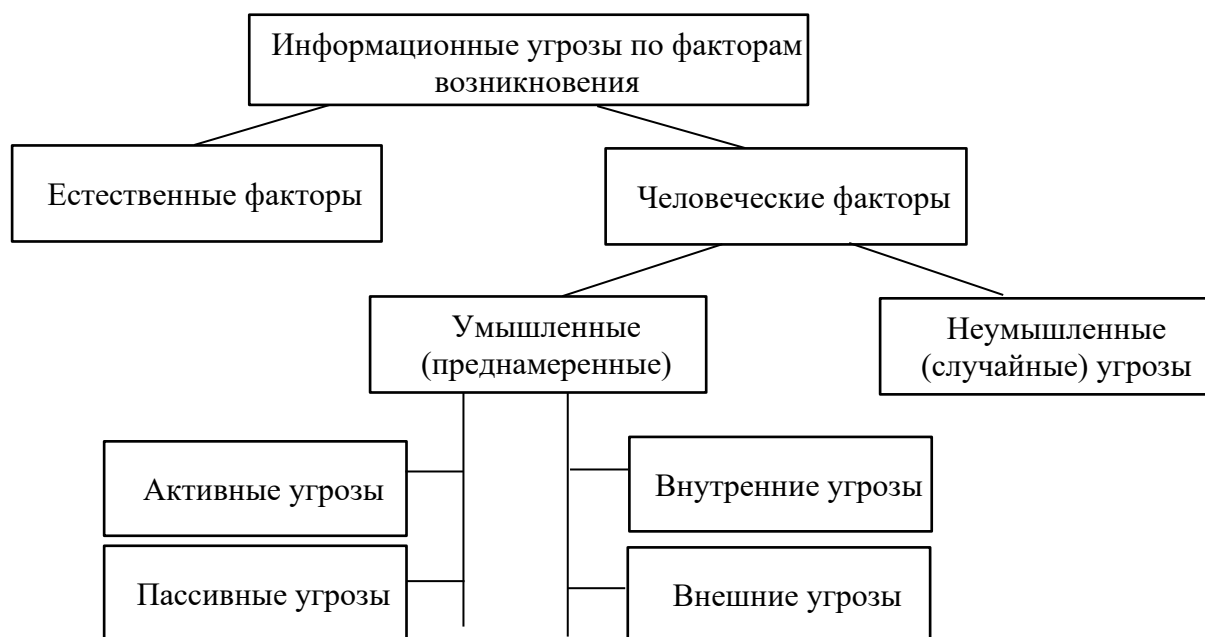 Информационные угрозы по факторам
возникновения
Естественные факторы
Человеческие факторы
Умышленные
(преднамеренные)
Неумышленные
(случайные) угрозы
Активные угрозы
Внутренние угрозы
Пассивные угрозы
Внешние угрозы